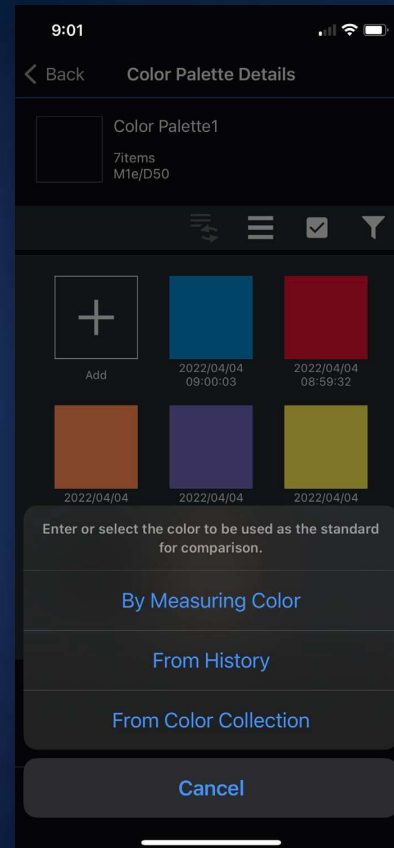 9:01
Back Color Palette Details
Color Palette1
7items
M1e/D50
Add
2022/04/04
09:00:03
2022/04/04
08:59:32
2022/04/04
2022/04/04
2022/04/04
Enter or select the color to be used as the standard
for comparison.
By Measuring Color
From History
From Color Collection
Cancel